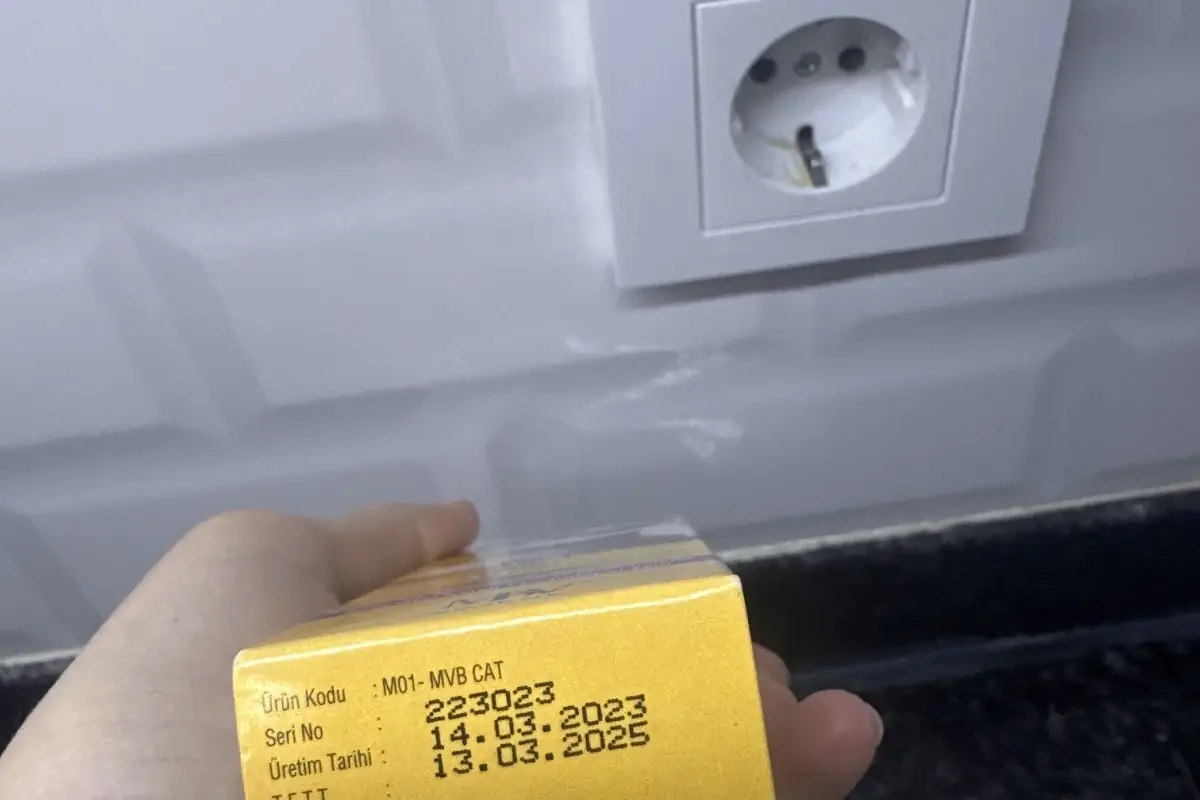 Ürün Kodu : M01- MVB CAT
Seri No : 223023
Üretim Tarihi : 14.03.2023
T.E.T.T. : 13.03.2025